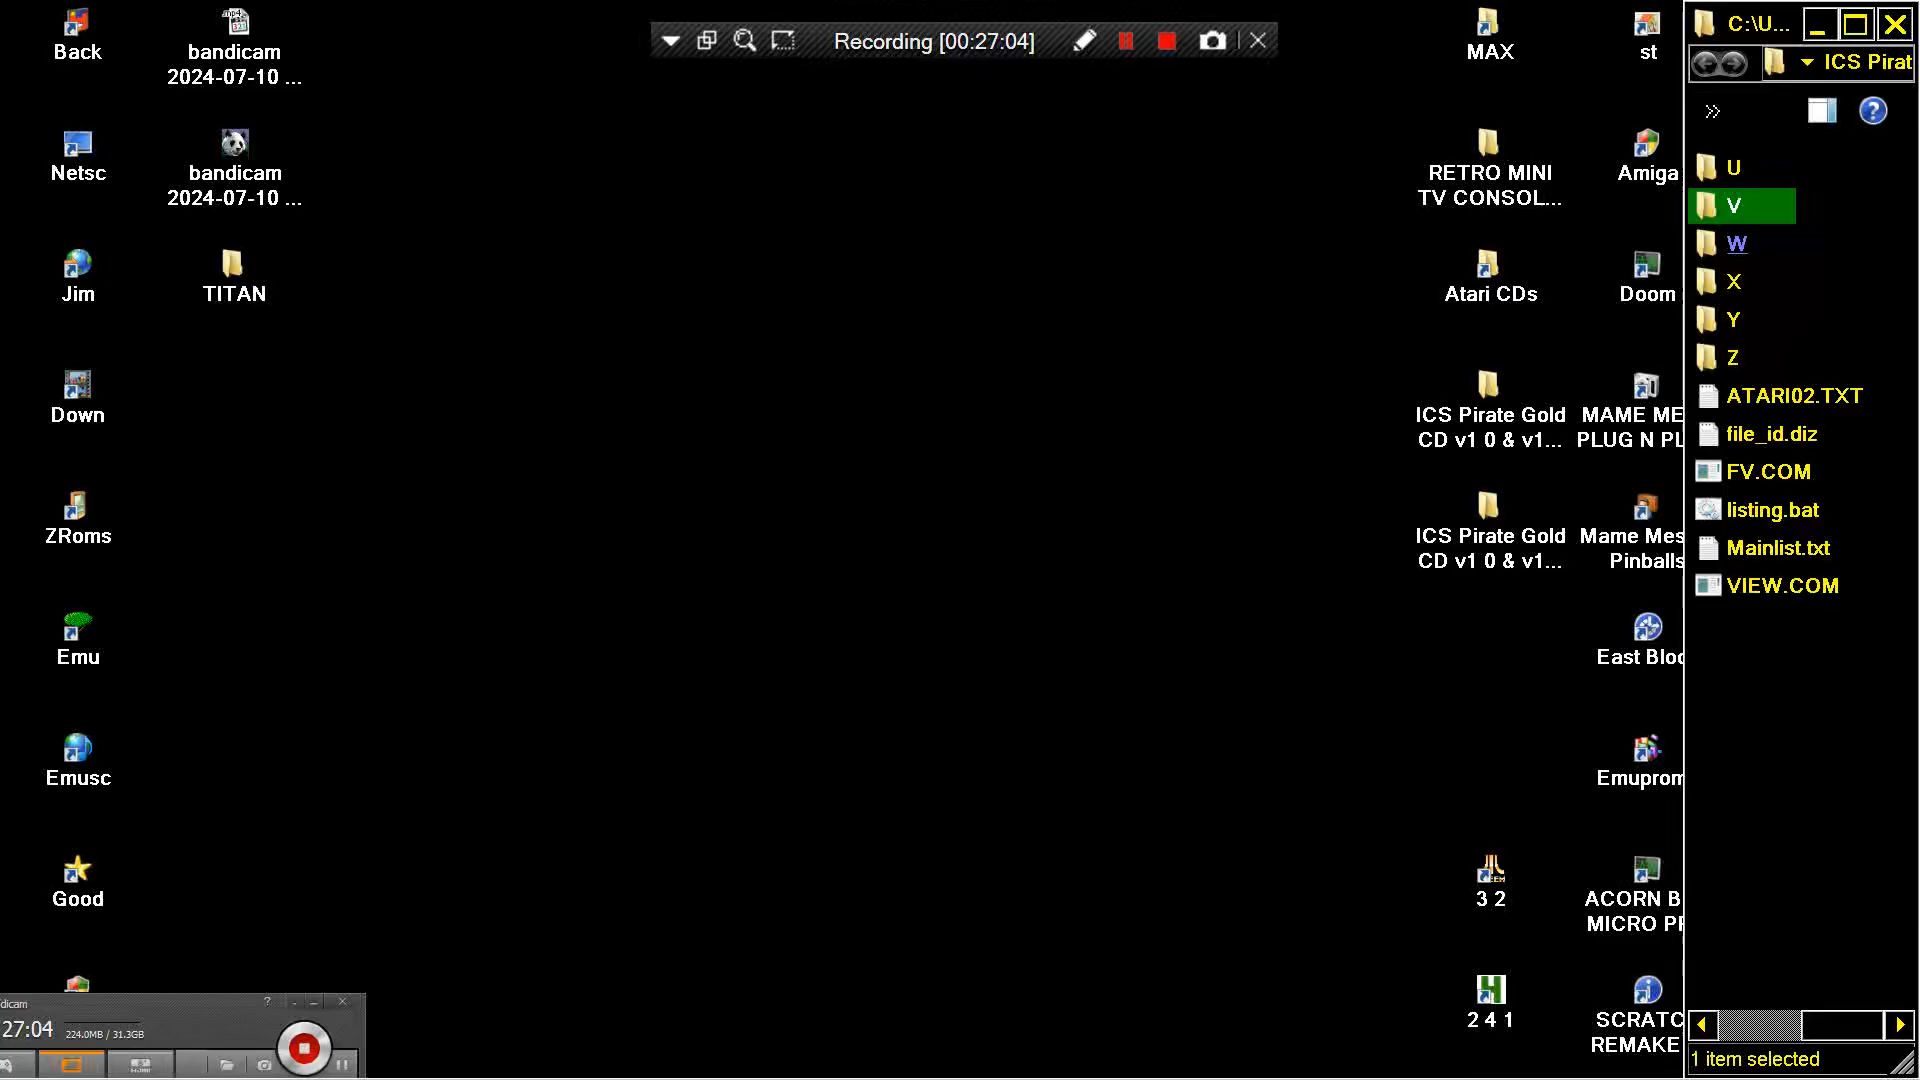 Back
bandicam
2024-07-10 ...
Netsc
bandicam
2024-07-10 ...
Jim
TITAN
Down
ZRoms
Emu
Emusc
Good
dicam
27:04
224.0MB / 31.3GB
Recording [00:27:04]
MAX
st
RETRO MINI
TV CONSOL...
Amiga
Atari CDs
Doom
ICS Pirate Gold
CD v1 0 & v1...
MAME ME
PLUG N PL
ICS Pirate Gold
CD v1 0 & v1...
Mame Mes
Pinballs
East Bloc
Emuprom
3 2
ACORN B
MICRO PR
2 4 1
SCRATC
REMAKE
C:\U...
ICS Pirat
U
V
W
X
Y
Z
ATARI02.TXT
file_id.diz
FV.COM
listing.bat
Mainlist.txt
VIEW.COM
1 item selected